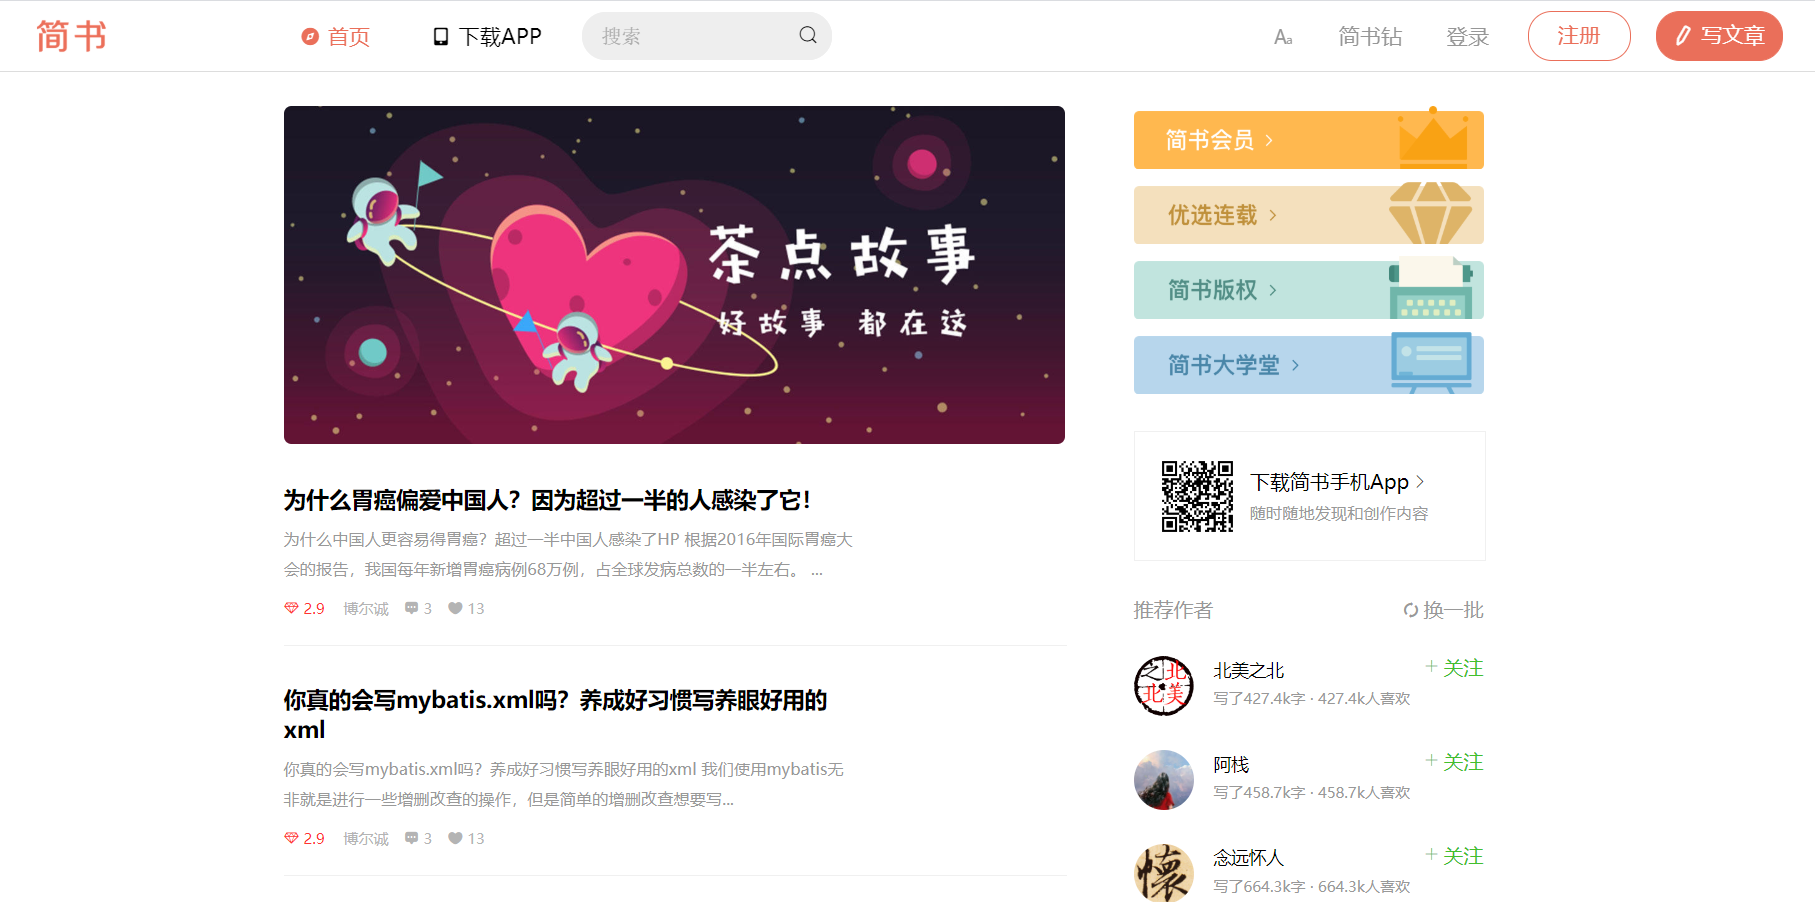 简书
首页
下载APP
搜索
Aa
简书钻
登录
注册
写文章
茶点故事
好故事 都在这
简书会员
优选连载
简书版权
简书大学堂
下载简书手机App
随时随地发现和创作内容
为什么胃癌偏爱中国人？因为超过一半的人感染了它！
为什么中国人更容易得胃癌？超过一半中国人感染了HP 根据2016年国际胃癌大
会的报告，我国每年新增胃癌病例68万例，占全球发病总数的一半左右。 ...
2.9 博尔诚 3 13
你真的会写mybatis.xml吗？养成好习惯写养眼好用的
xml
你真的会写mybatis.xml吗？养成好习惯写养眼好用的xml 我们使用mybatis无
非就是进行一些增删改查的操作，但是简单的增删改查想要写...
2.9 博尔诚 3 13
推荐作者
换一批
之北
北美
北美之北
+ 关注
写了427.4k字 · 427.4k人喜欢
阿栈
+ 关注
写了458.7k字 · 458.7k人喜欢
懷
念远怀人
+ 关注
写了664.3k字 · 664.3k人喜欢